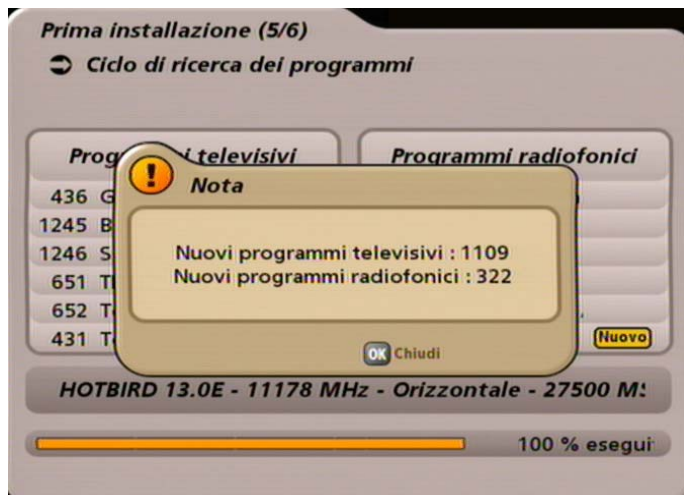 Prima installazione (5/6)
Ciclo di ricerca dei programmi
televisivi
Programmi radiofonici
Nota
436
1245
1246
651
652
431
Nuovi programmi televisivi : 1109
Nuovi programmi radiofonici : 322
Nuovo
OK Chiudi
HOTBIRD 13.0E - 11178 MHz - Orizzontale - 27500
100 %